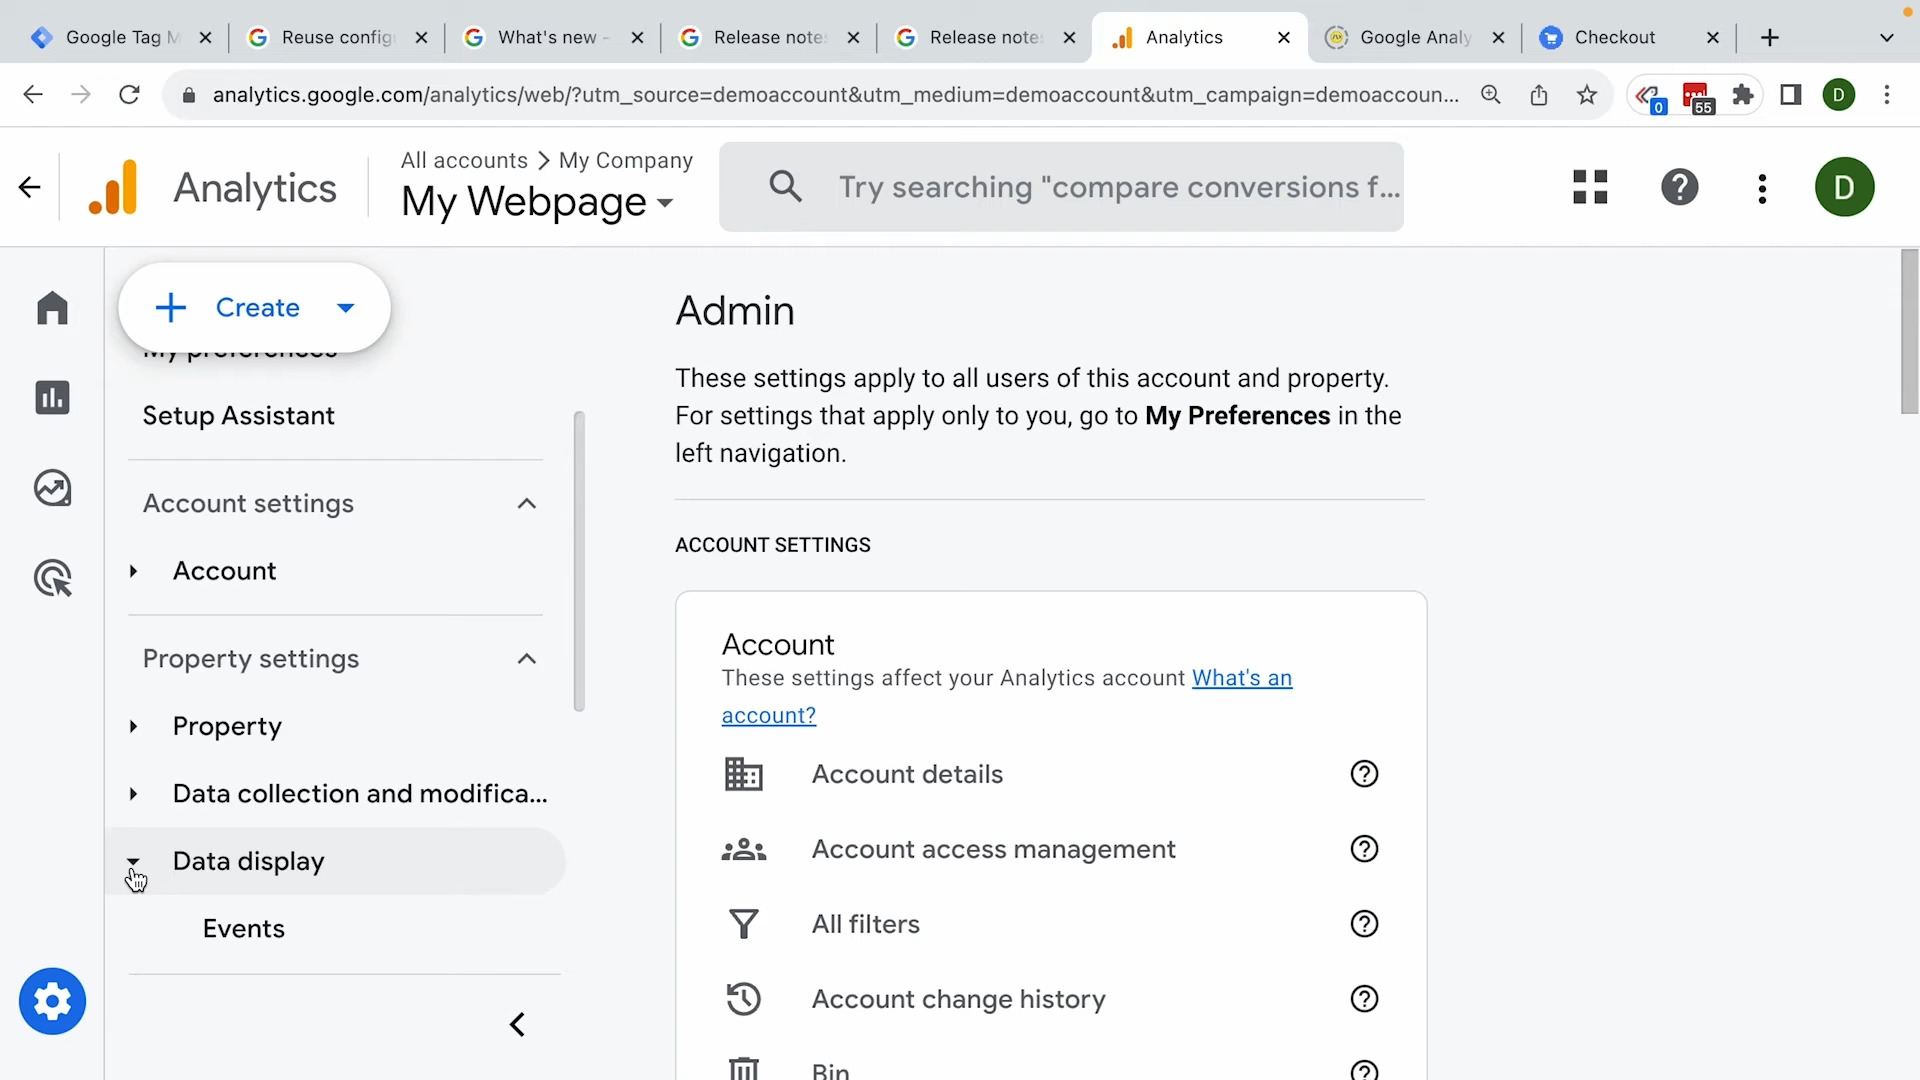 Google Tag M
Reuse config
What's new -
Release notes
Release notes
Analytics
Google Analy
Checkout
analytics.google.com/analytics/web/?utm_source=demoaccount&utm_medium=demoaccount&utm_campaign=demoaccoun...
0
55
D
Analytics
All accounts > My Company
My Webpage
Try searching "compare conversions f...
D
Create
My preferences
Setup Assistant
Account settings
Account
Property settings
Property
Data collection and modifica...
Data display
Events
Admin
These settings apply to all users of this account and property.
For settings that apply only to you, go to My Preferences in the
left navigation.
ACCOUNT SETTINGS
Account
These settings affect your Analytics account What's an
account?
Account details
Account access management
All filters
Account change history
Bin